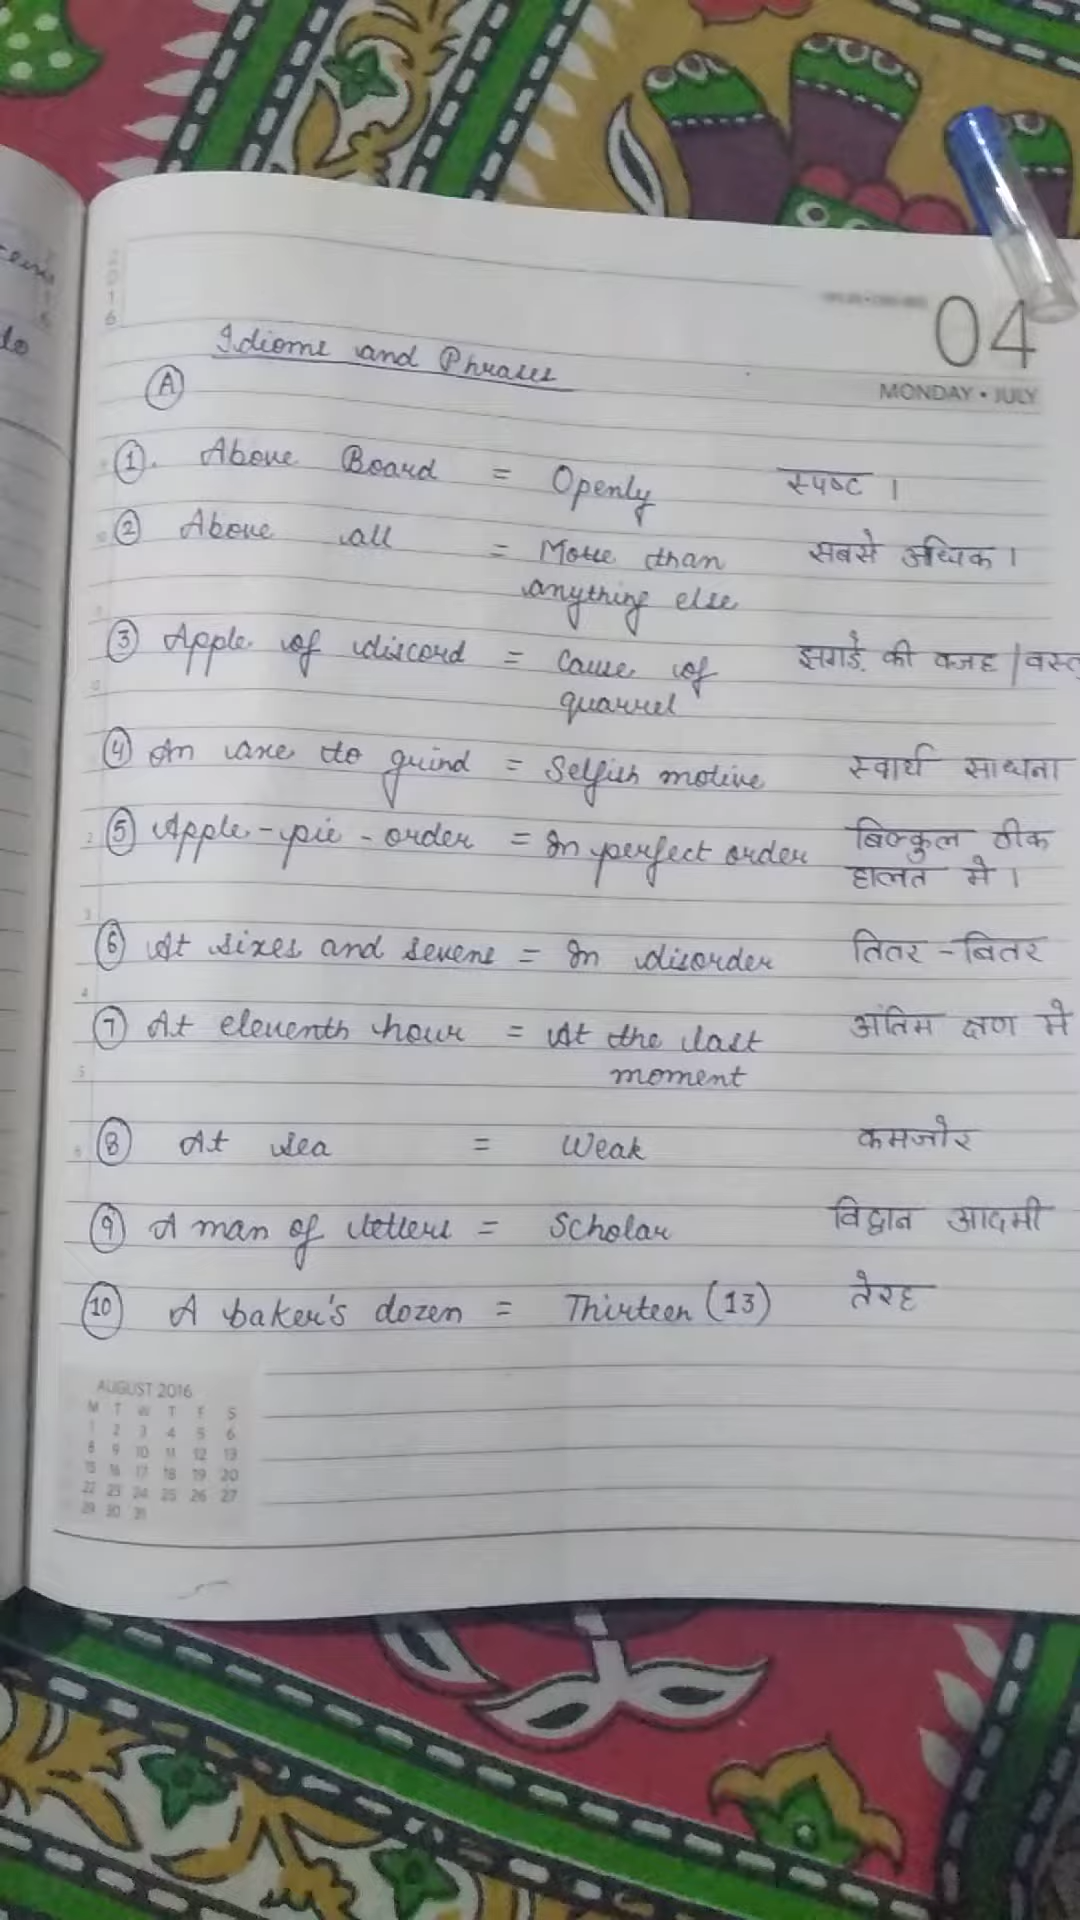 2016
04
MONDAY • JULY
Idioms and Phrases
A
1. Above Board = Openly स्पष्ट ।
2 Above all = More than सबसे अधिक ।
anything else
3 Apple of discord = Cause of झगड़े की वजह / वस्तु
quarrel
4 An axe to grind = Selfish motive स्वार्थ साधना
5 Apple-pie-order = In perfect order बिल्कुल ठीक
हालत मे ।
6 At sixes and sevens = In disorder तितर-बितर
7 At eleventh hour = At the last अंतिम क्षण मे
moment
8 At sea = Weak कमजोर
9 A man of letters = Scholar विद्वान आदमी
10 A baker's dozen = Thirteen (13) तेरह
AUGUST 2016
M T W T F S
1 2 3 4 5 6
8 9 10 11 12 13
15 16 17 18 19 20
22 23 24 25 26 27
29 30 31